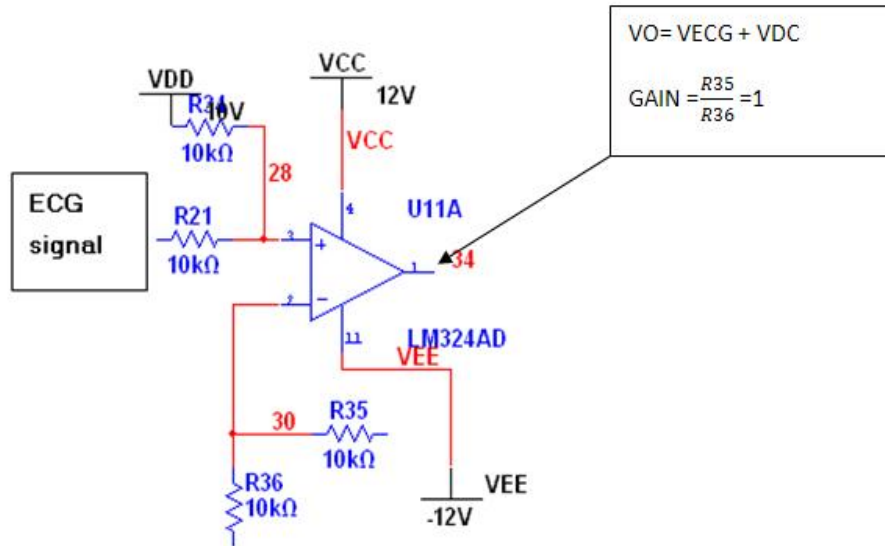 VO= VECG + VDC
GAIN =R35/R36 =1
VCC
12V
VDD
R34
10V
10kΩ
VCC
28
ECG
signal
R21
10kΩ
4
U11A
3
+
1
34
2
−
11
LM324AD
VEE
30
R35
10kΩ
R36
10kΩ
VEE
-12V